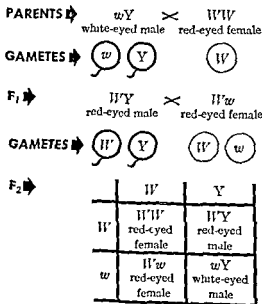 PARENTS wY WW
white-eyed male red-eyed female
GAMETES w Y W
F1 WY Ww
red-eyed male red-eyed female
GAMETES W Y W w
F2 W Y
WW WY
W red-eyed red-eyed
female male
Ww wY
w red-eyed white-eyed
female male